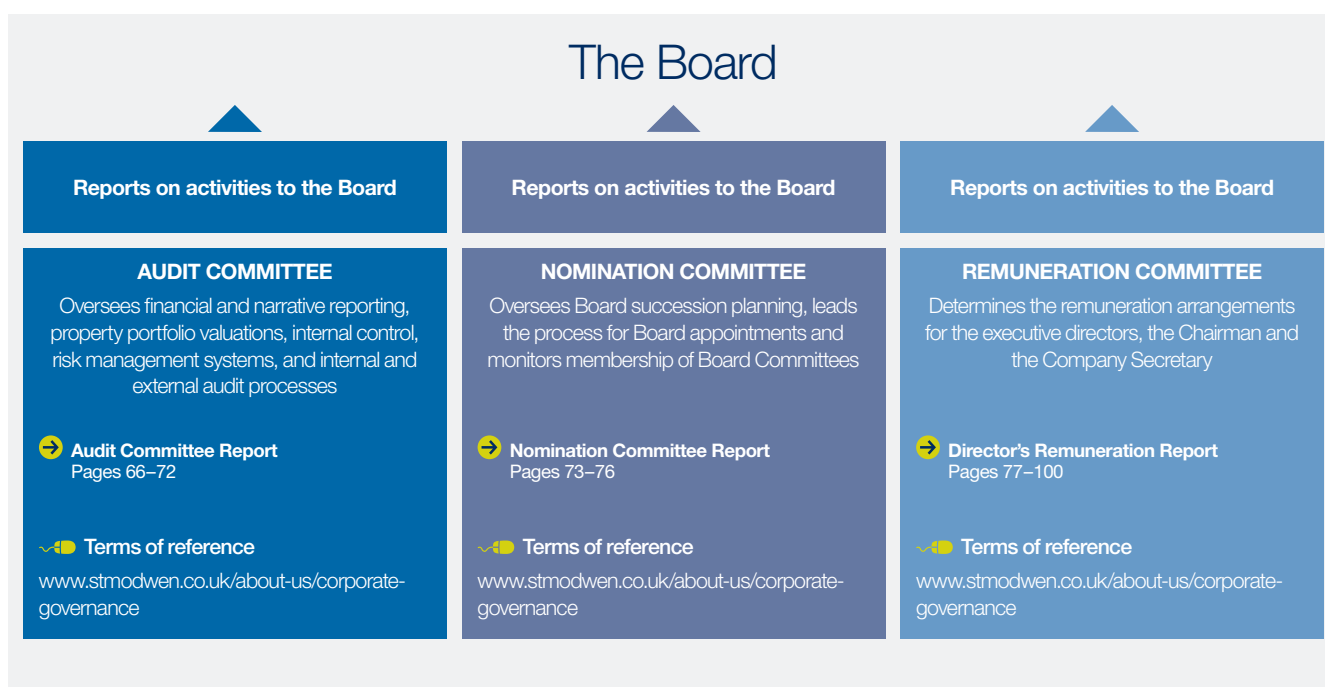 The Board
Reports on activities to the Board
AUDIT COMMITTEE
Oversees financial and narrative reporting,
property portfolio valuations, internal control,
risk management systems, and internal and
external audit processes
Audit Committee Report
Pages 66–72
Terms of reference
www.stmodwen.co.uk/about-us/corporate-
governance
Reports on activities to the Board
NOMINATION COMMITTEE
Oversees Board succession planning, leads
the process for Board appointments and
monitors membership of Board Committees
Nomination Committee Report
Pages 73–76
Terms of reference
www.stmodwen.co.uk/about-us/corporate-
governance
Reports on activities to the Board
REMUNERATION COMMITTEE
Determines the remuneration arrangements
for the executive directors, the Chairman and
the Company Secretary
Director’s Remuneration Report
Pages 77–100
Terms of reference
www.stmodwen.co.uk/about-us/corporate-
governance